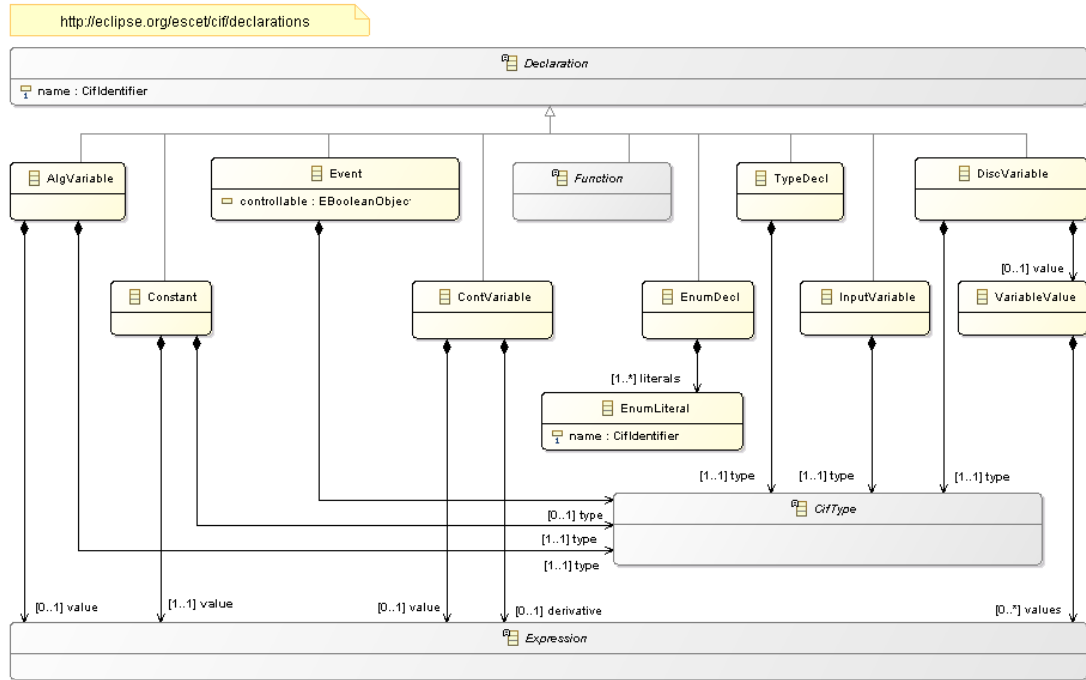 http://eclipse.org/escet/cif/declarations
Declaration
name : CifIdentifier
AlgVariable
Event
controllable : EBooleanObject
Function
TypeDecl
DiscVariable
[0..1] value
Constant
ContVariable
EnumDecl
InputVariable
VariableValue
[1..*] literals
EnumLiteral
name : CifIdentifier
[1..1] type
[1..1] type
[1..1] type
CifType
[0..1] type
[1..1] type
[1..1] type
[0..1] value
[1..1] value
[0..1] value
[0..1] derivative
[0..*] values
Expression